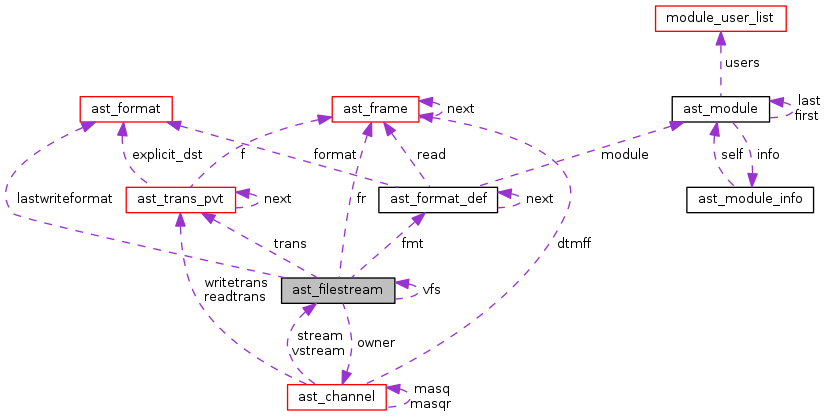 module_user_list
users
ast_format
ast_frame
next
ast_module
last
first
explicit_dst
f
format
read
module
self
info
lastwriteformat
ast_trans_pvt
next
fr
ast_format_def
next
ast_module_info
trans
fmt
dtmff
writetrans
readtrans
ast_filestream
vfs
stream
vstream
owner
ast_channel
masq
masqr